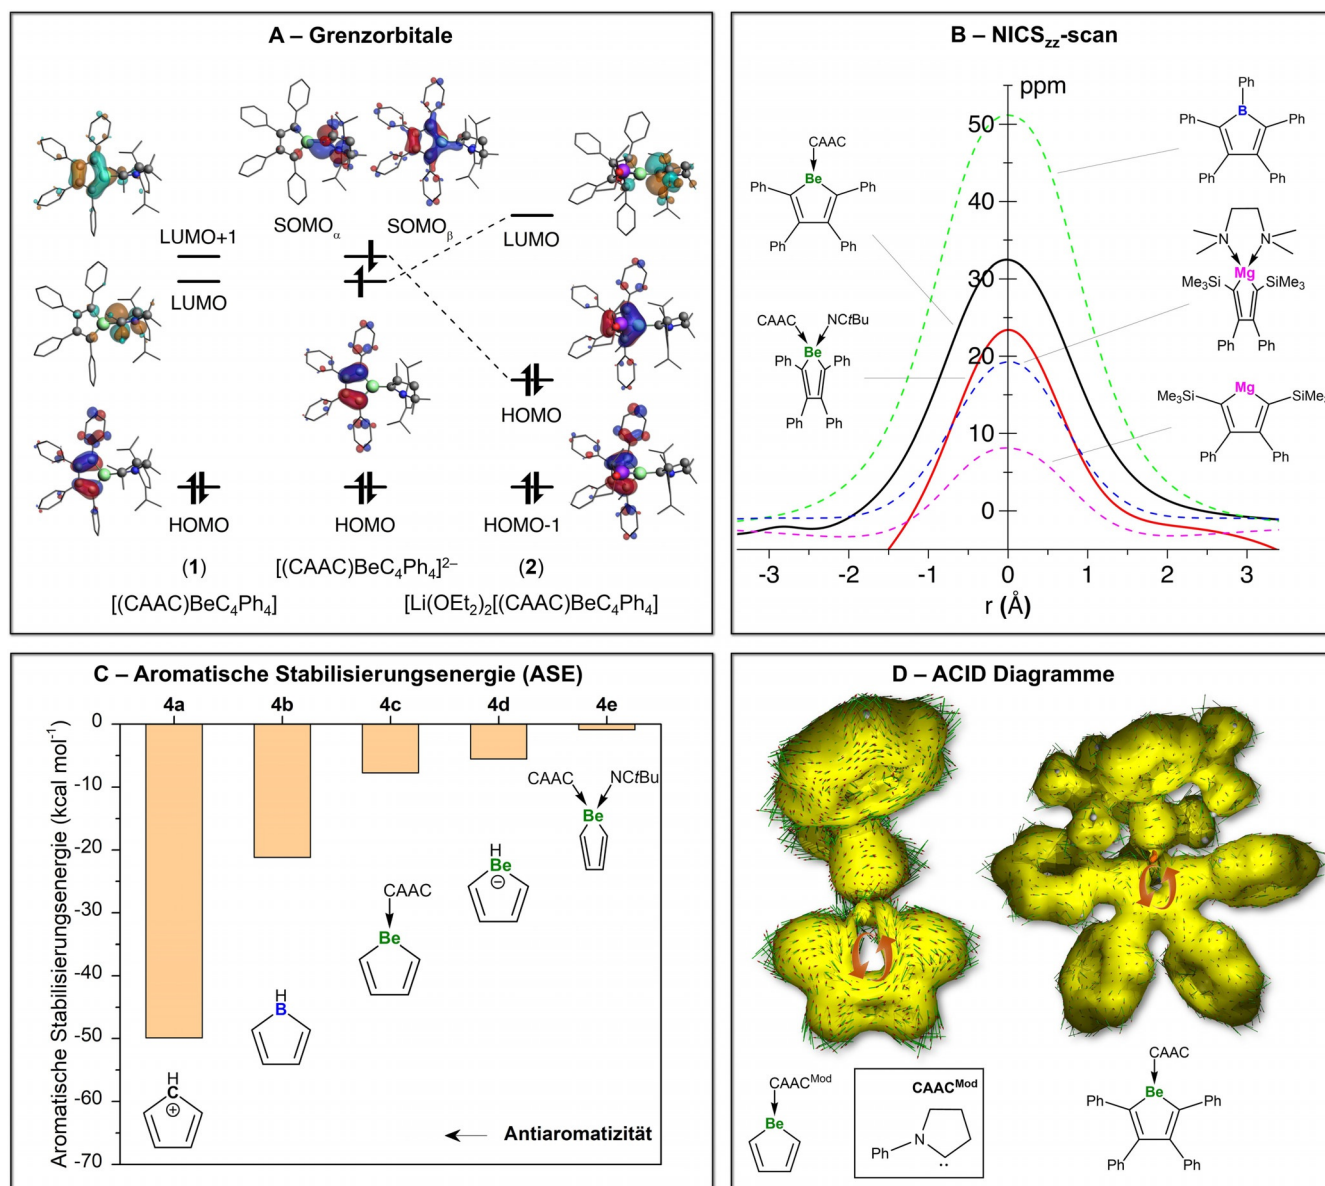 A – Grenzorbitale
SOMOα
SOMOβ
LUMO+1
LUMO
LUMO
HOMO
HOMO
HOMO
HOMO-1
(1)
[(CAAC)BeC4Ph4]2–
(2)
[(CAAC)BeC4Ph4]
[Li(OEt2)2[(CAAC)BeC4Ph4]
B – NICSzz-scan
ppm
50
40
30
20
10
0
-3 -2 -1 0 1 2 3
r (Å)
CAAC
Be
Ph Ph
Ph Ph
CAAC NCtBu
Be
Ph Ph
Ph Ph
Ph
B
Ph Ph
Ph Ph
N N
Mg
Me3Si SiMe3
Ph Ph
Mg
Me3Si SiMe3
Ph Ph
C – Aromatische Stabilisierungsenergie (ASE)
4a 4b 4c 4d 4e
Aromatische Stabilisierungsenergie (kcal mol-1)
0
-10
-20
-30
-40
-50
-60
-70
H
C
+
H
B
CAAC
Be
H
Be
−
CAAC NCtBu
Be
Antiaromatizität
D – ACID Diagramme
CAACMod
Be
CAACMod
N
Ph
CAAC
Be
Ph Ph
Ph Ph